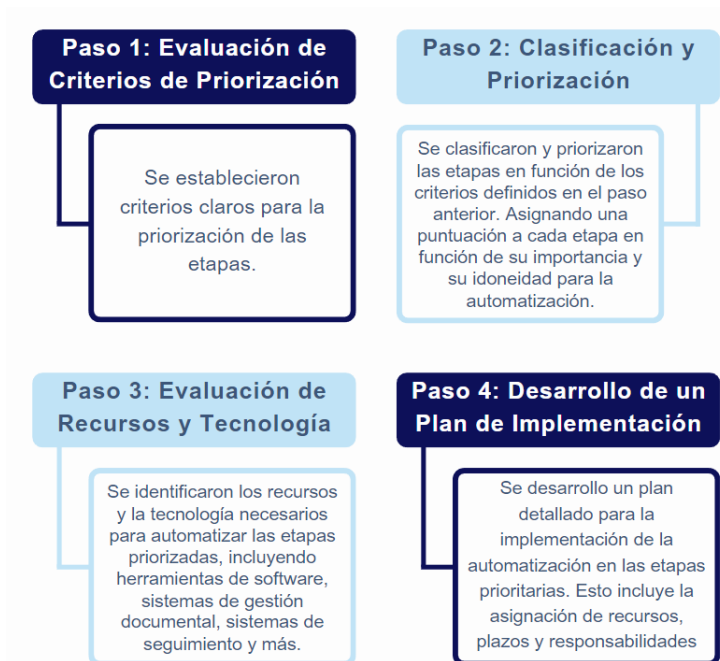 Paso 1: Evaluación de
Criterios de Priorización
Se establecieron
criterios claros para la
priorización de las
etapas.
Paso 2: Clasificación y
Priorización
Se clasificaron y priorizaron
las etapas en función de los
criterios definidos en el paso
anterior. Asignando una
puntuación a cada etapa en
función de su importancia y
su idoneidad para la
automatización.
Paso 3: Evaluación de
Recursos y Tecnología
Se identificaron los recursos
y la tecnología necesarios
para automatizar las etapas
priorizadas, incluyendo
herramientas de software,
sistemas de gestión
documental, sistemas de
seguimiento y más.
Paso 4: Desarrollo de un
Plan de Implementación
Se desarrollo un plan
detallado para la
implementación de la
automatización en las etapas
prioritarias. Esto incluye la
asignación de recursos,
plazos y responsabilidades